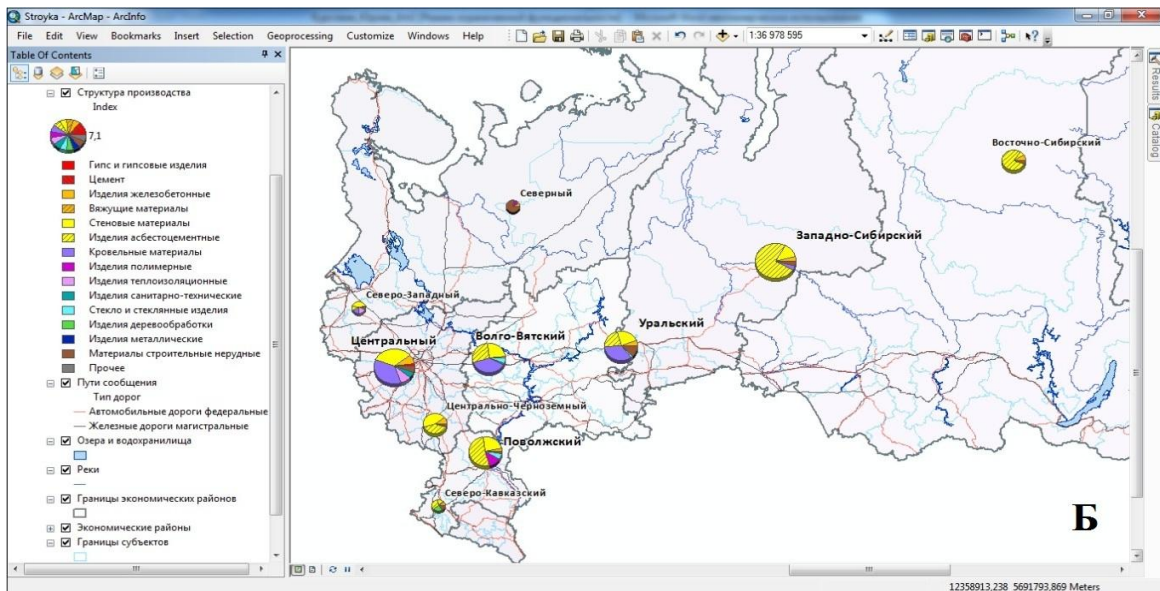 Stroyka - ArcMap - ArcInfo
File Edit View Bookmarks Insert Selection Geoprocessing Customize Windows Help
1:36 978 595
Table Of Contents
Структура производства
Index
7,1
Гипс и гипсовые изделия
Цемент
Изделия железобетонные
Вяжущие материалы
Стеновые материалы
Изделия асбестоцементные
Кровельные материалы
Изделия полимерные
Изделия теплоизоляционные
Изделия санитарно-технические
Стекло и стеклянные изделия
Изделия деревообработки
Изделия металлические
Материалы строительные нерудные
Прочее
Пути сообщения
Тип дорог
Автомобильные дороги федеральные
Железные дороги магистральные
Озера и водохранилища
Реки
Границы экономических районов
Экономические районы
Границы субъектов
Восточно-Сибирский
Северный
Западно-Сибирский
Северо-Западный
Уральский
Волго-Вятский
Центральный
Центрально-Черноземный
Поволжский
Северо-Кавказский
Б
Results
Catalog
12358913,238 5691793,869 Meters